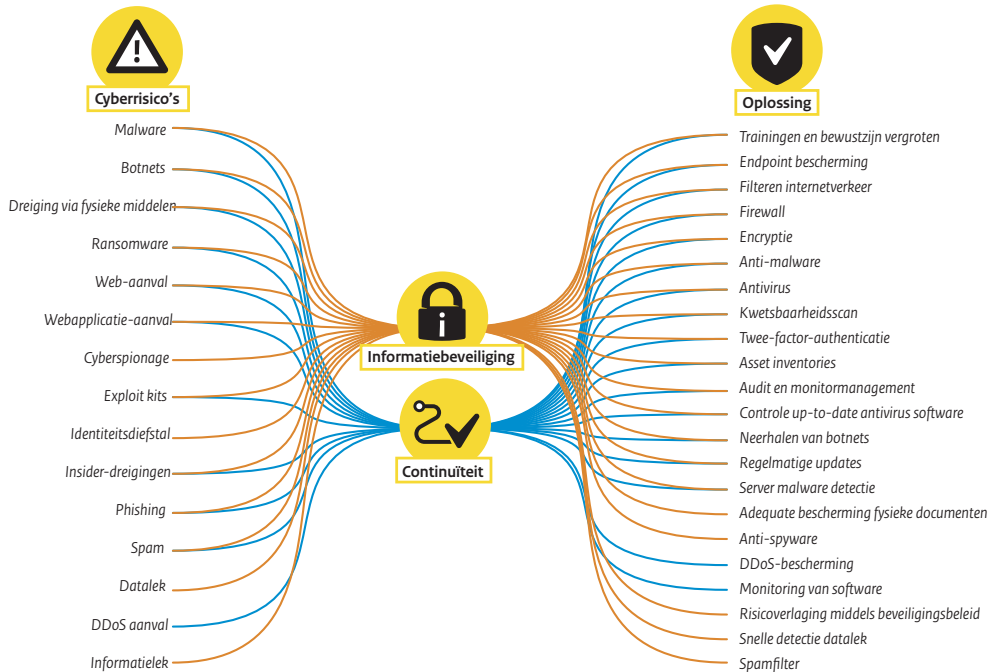 Cyberrisico's
Malware
Botnets
Dreiging via fysieke middelen
Ransomware
Web-aanval
Webapplicatie-aanval
Cyberspionage
Exploit kits
Identiteitsdiefstal
Insider-dreigingen
Phishing
Spam
Datalek
DDoS aanval
Informatielek
Informatiebeveiliging
Continuïteit
Oplossing
Trainingen en bewustzijn vergroten
Endpoint bescherming
Filteren internetverkeer
Firewall
Encryptie
Anti-malware
Antivirus
Kwetsbaarheidsscan
Twee-factor-authenticatie
Asset inventories
Audit en monitormanagement
Controle up-to-date antivirus software
Neerhalen van botnets
Regelmatige updates
Server malware detectie
Adequate bescherming fysieke documenten
Anti-spyware
DDoS-bescherming
Monitoring van software
Risicoverlaging middels beveiligingsbeleid
Snelle detectie datalek
Spamfilter